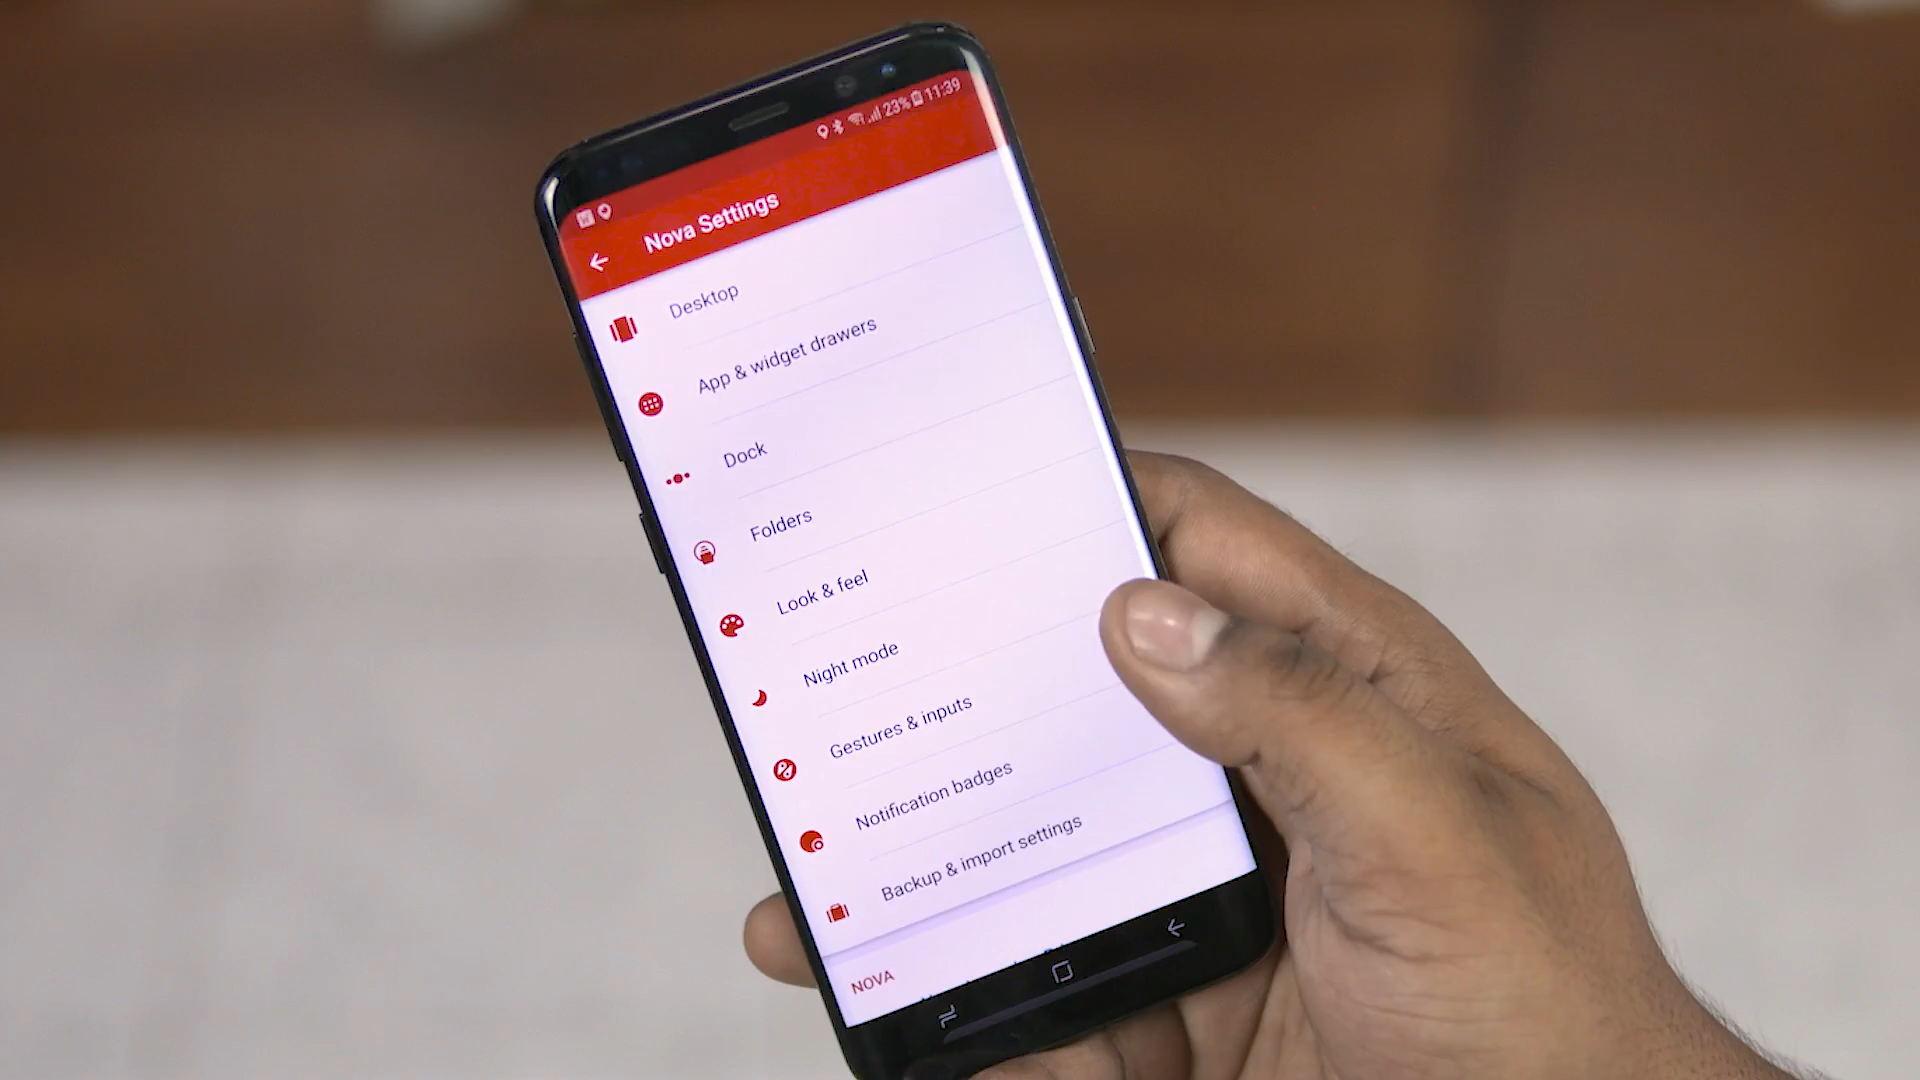 23% 11:39
Nova Settings
Desktop
App & widget drawers
Dock
Folders
Look & feel
Night mode
Gestures & inputs
Notification badges
Backup & import settings
NOVA